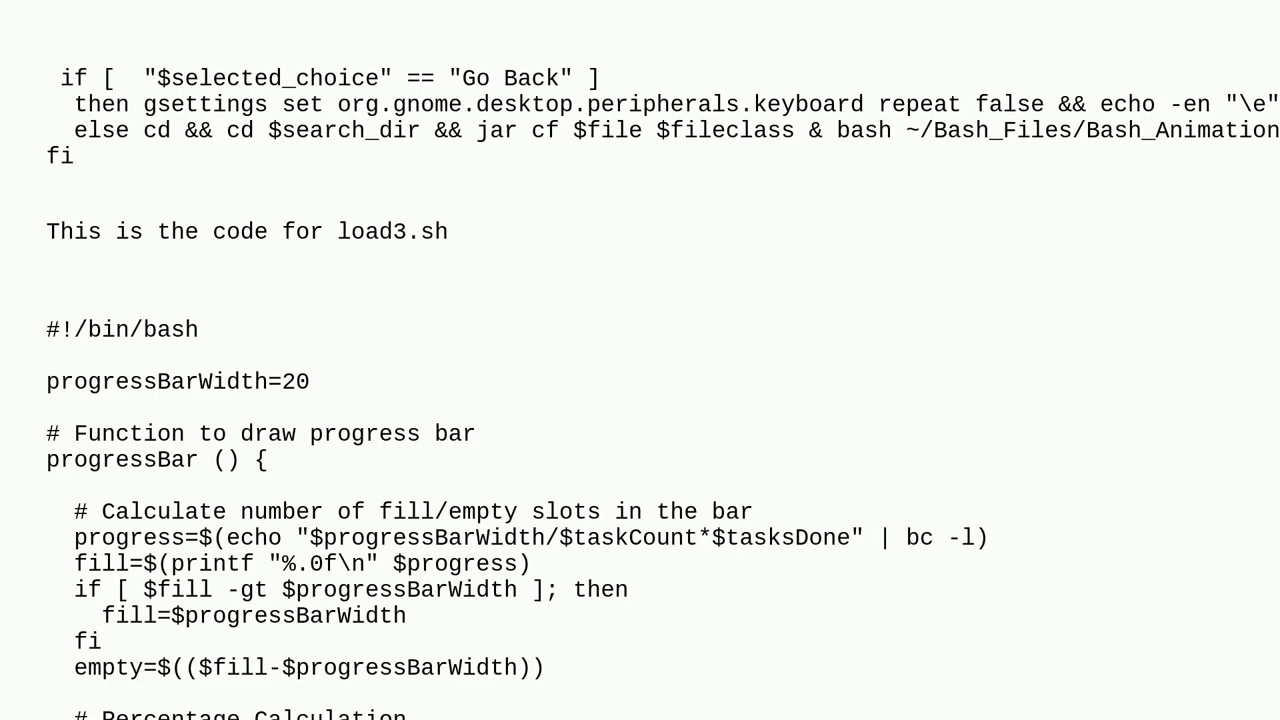 if [  "$selected_choice" == "Go Back" ]
then gsettings set org.gnome.desktop.peripherals.keyboard repeat false && echo -en "\e"
else cd && cd $search_dir && jar cf $file $fileclass & bash ~/Bash_Files/Bash_Animation
fi
This is the code for load3.sh
#!/bin/bash
progressBarWidth=20
# Function to draw progress bar
progressBar () {
# Calculate number of fill/empty slots in the bar
progress=$(echo "$progressBarWidth/$taskCount*$tasksDone" | bc -l)
fill=$(printf "%.0f\n" $progress)
if [ $fill -gt $progressBarWidth ]; then
fill=$progressBarWidth
fi
empty=$(($fill-$progressBarWidth))
# Percentage Calculation